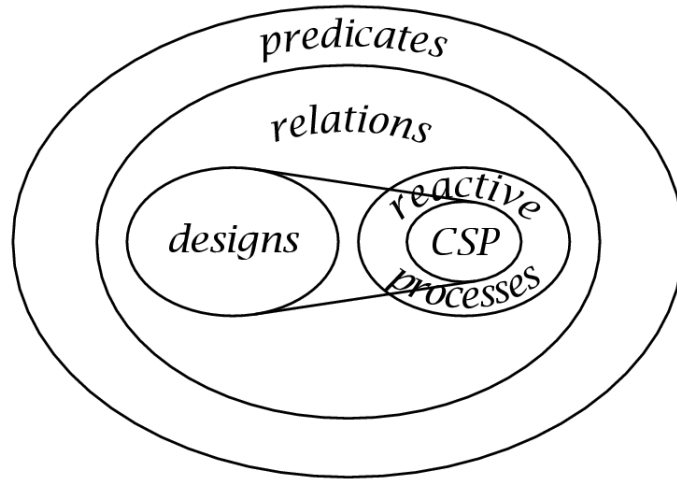 predicates
relations
designs
reactive
CSP
processes